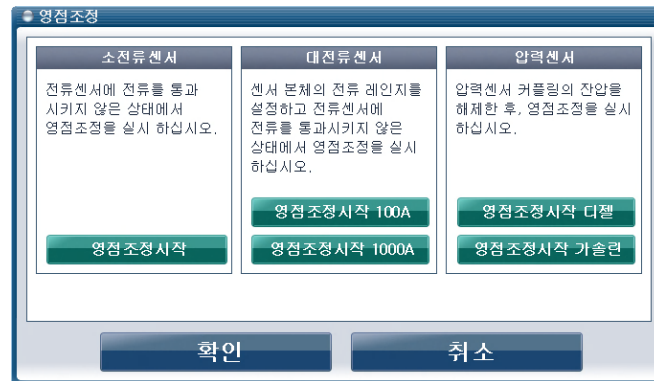 영점조정
소전류센서
전류센서에 전류를 통과
시키지 않은 상태에서
영점조정을 실시 하십시오.
영점조정시작
대전류센서
센서 본체의 전류 레인지를
설정하고 전류센서에
전류를 통과시키지 않은
상태에서 영점조정을 실시
하십시오.
영점조정시작 100A
영점조정시작 1000A
압력센서
압력센서 커플링의 잔압을
해제한 후, 영점조정을 실시
하십시오.
영점조정시작 디젤
영점조정시작 가솔린
확인
취소